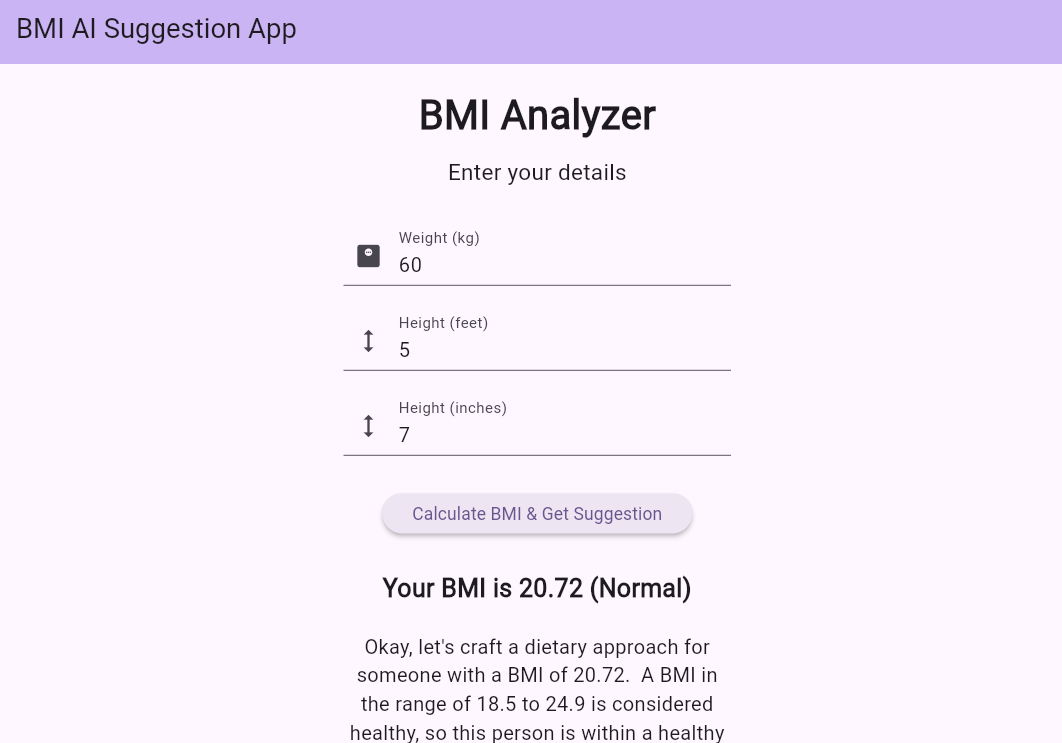 BMI AI Suggestion App
BMI Analyzer
Enter your details
Weight (kg)
60
Height (feet)
5
Height (inches)
7
Calculate BMI & Get Suggestion
Your BMI is 20.72 (Normal)
Okay, let's craft a dietary approach for
someone with a BMI of 20.72.  A BMI in
the range of 18.5 to 24.9 is considered
healthy, so this person is within a healthy